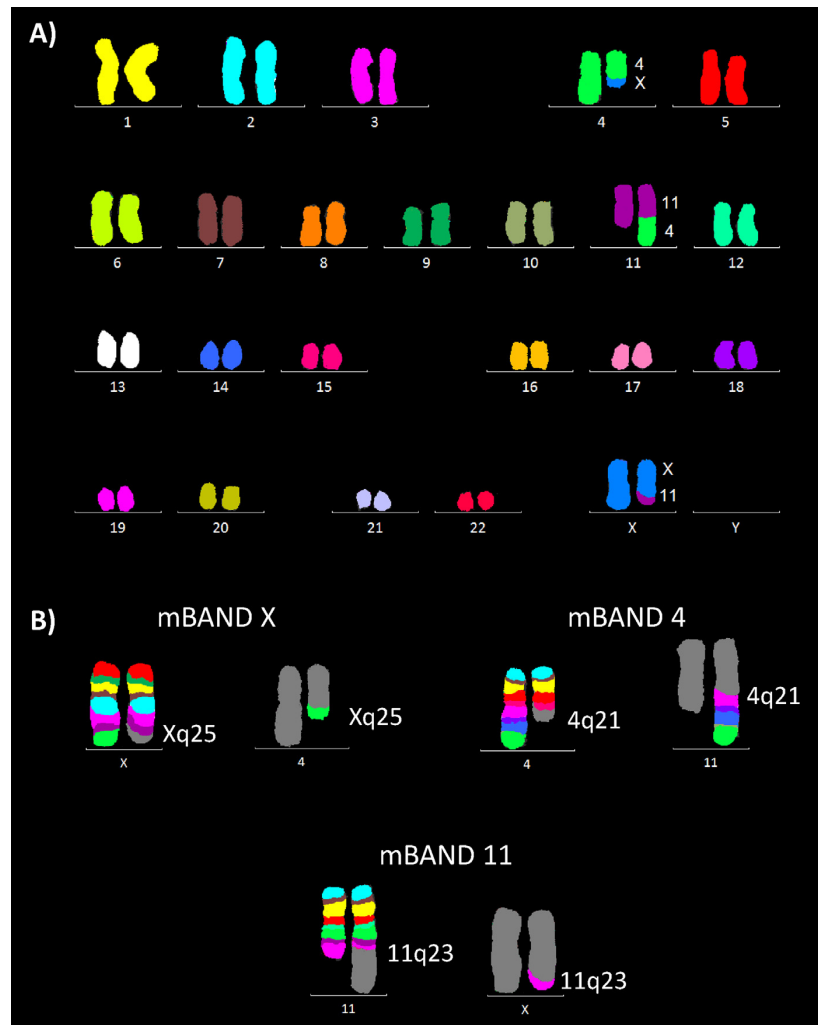 A)
4
X
1 2 3 4 5
11
4
6 7 8 9 10 11 12
13 14 15 16 17 18
X
11
19 20 21 22 X Y
B)
mBAND X mBAND 4
Xq25 Xq25 4q21 4q21
X 4 4 11
mBAND 11
11q23 11q23
11 X